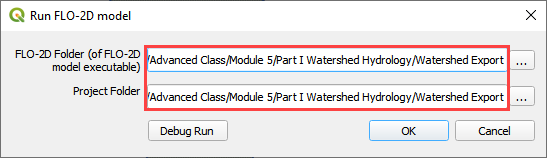 Run FLO-2D model
FLO-2D Folder (of FLO-2D
model executable)
/Advanced Class/Module 5/Part I Watershed Hydrology/Watershed Export
...
Project Folder
/Advanced Class/Module 5/Part I Watershed Hydrology/Watershed Export
...
Debug Run
OK
Cancel